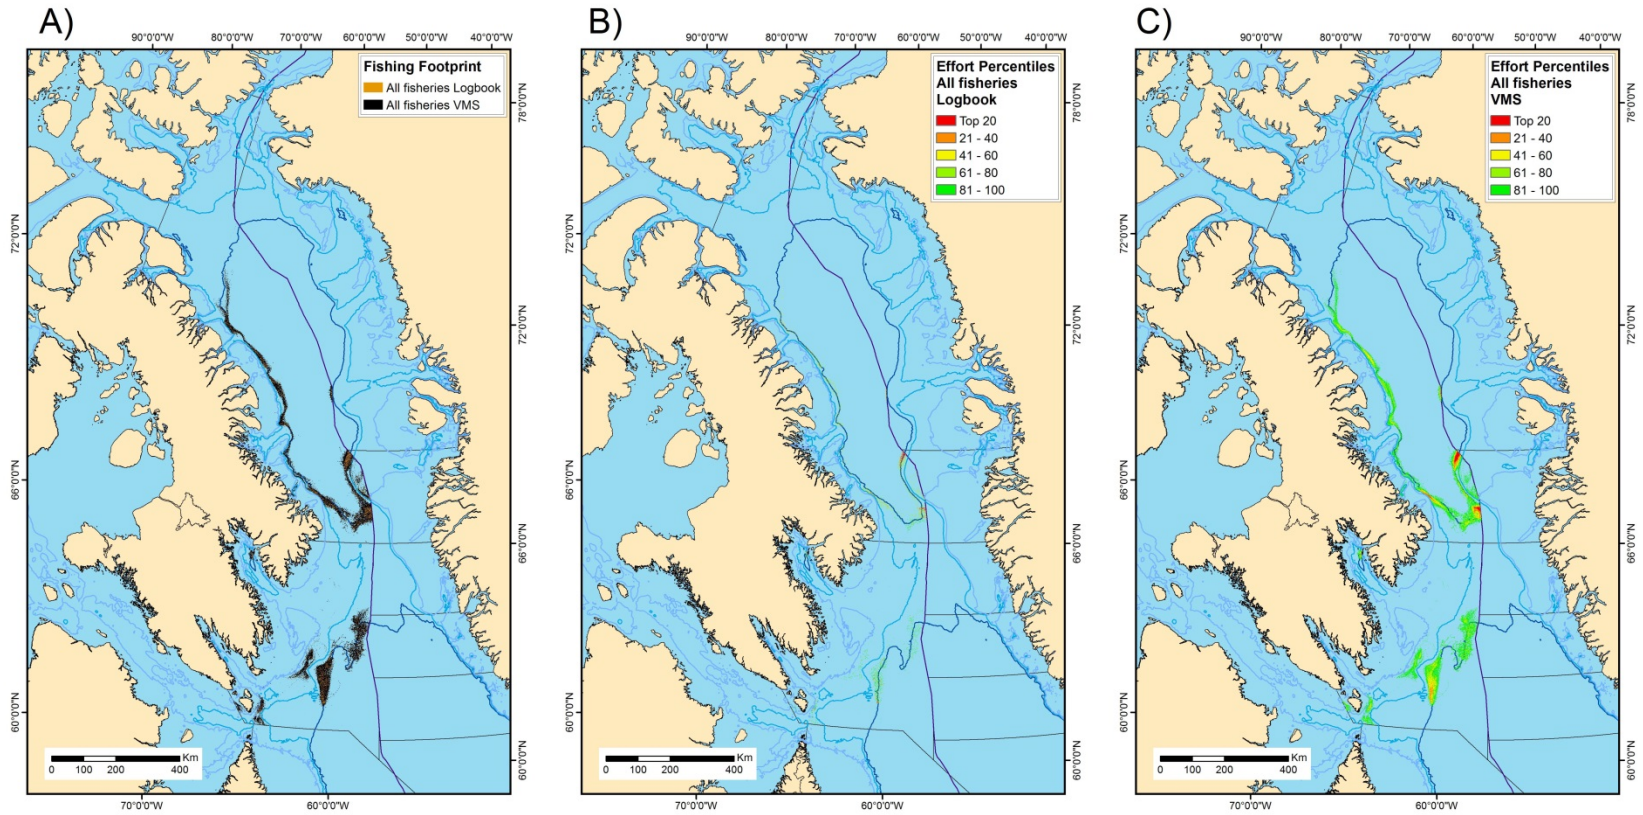 A)
90°0'0"W 80°0'0"W 70°0'0"W 60°0'0"W 50°0'0"W 40°0'0"W
Fishing Footprint
All fisheries Logbook
All fisheries VMS
78°0'0"N
72°0'0"N
72°0'0"N
66°0'0"N
66°0'0"N
60°0'0"N
60°0'0"N
Km
0 100 200 400
70°0'0"W 60°0'0"W
B)
90°0'0"W 80°0'0"W 70°0'0"W 60°0'0"W 50°0'0"W 40°0'0"W
Effort Percentiles
All fisheries
Logbook
Top 20
21 - 40
41 - 60
61 - 80
81 - 100
78°0'0"N
72°0'0"N
72°0'0"N
66°0'0"N
66°0'0"N
60°0'0"N
60°0'0"N
Km
0 100 200 400
70°0'0"W 60°0'0"W
C)
90°0'0"W 80°0'0"W 70°0'0"W 60°0'0"W 50°0'0"W 40°0'0"W
Effort Percentiles
All fisheries
VMS
Top 20
21 - 40
41 - 60
61 - 80
81 - 100
78°0'0"N
72°0'0"N
72°0'0"N
66°0'0"N
66°0'0"N
60°0'0"N
60°0'0"N
Km
0 100 200 400
70°0'0"W 60°0'0"W